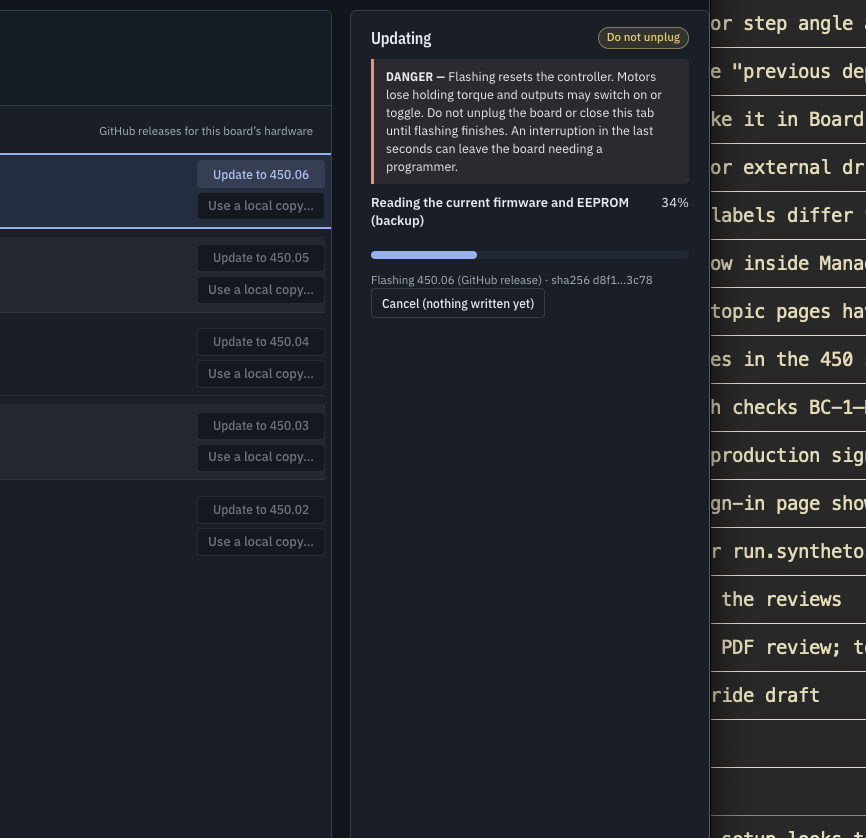 GitHub releases for this board's hardware
Update to 450.06
Use a local copy...
Update to 450.05
Use a local copy...
Update to 450.04
Use a local copy...
Update to 450.03
Use a local copy...
Update to 450.02
Use a local copy...
Updating
Do not unplug
DANGER — Flashing resets the controller. Motors
lose holding torque and outputs may switch on or
toggle. Do not unplug the board or close this tab
until flashing finishes. An interruption in the last
seconds can leave the board needing a
programmer.
Reading the current firmware and EEPROM 34%
(backup)
Flashing 450.06 (GitHub release) · sha256 d8f1…3c78
Cancel (nothing written yet)
or step angle
e "previous de
ke it in Board
or external dr
labels differ
ow inside Mana
topic pages ha
es in the 450
h checks BC-1-
production sig
gn-in page sho
r run.syntheto
the reviews
PDF review; t
ride draft
setup looks t